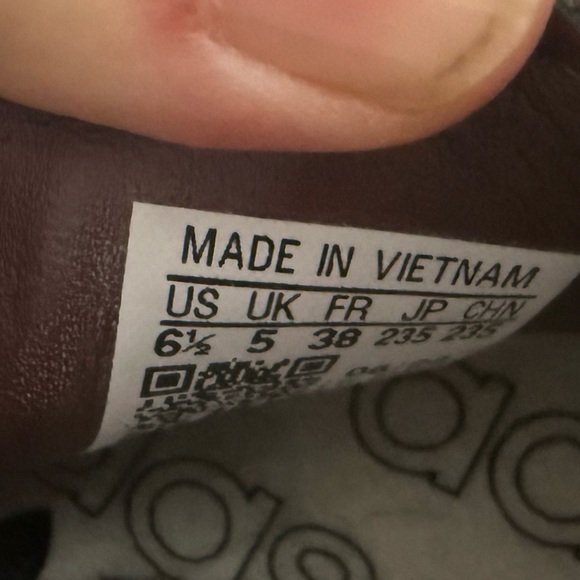 MADE IN VIETNAM
US UK FR JP CHN
6½ 5 38 235 235